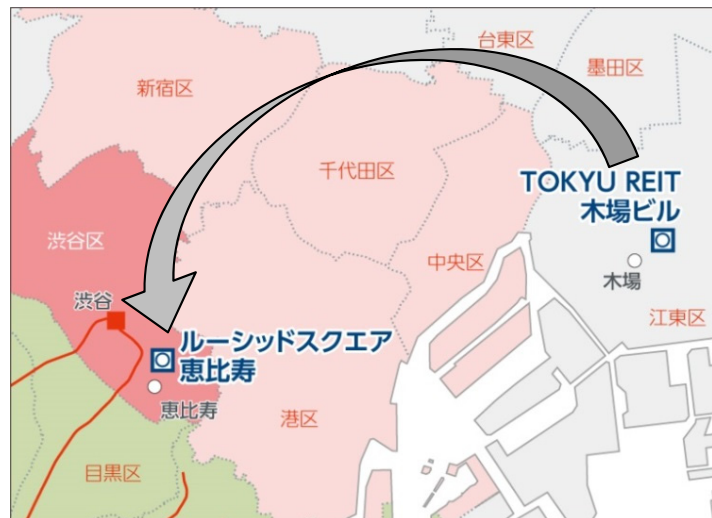 台東区
墨田区
新宿区
千代田区
TOKYU REIT
木場ビル
渋谷区
中央区
木場
渋谷
江東区
ルーシッドスクエア
恵比寿
恵比寿
港区
目黒区